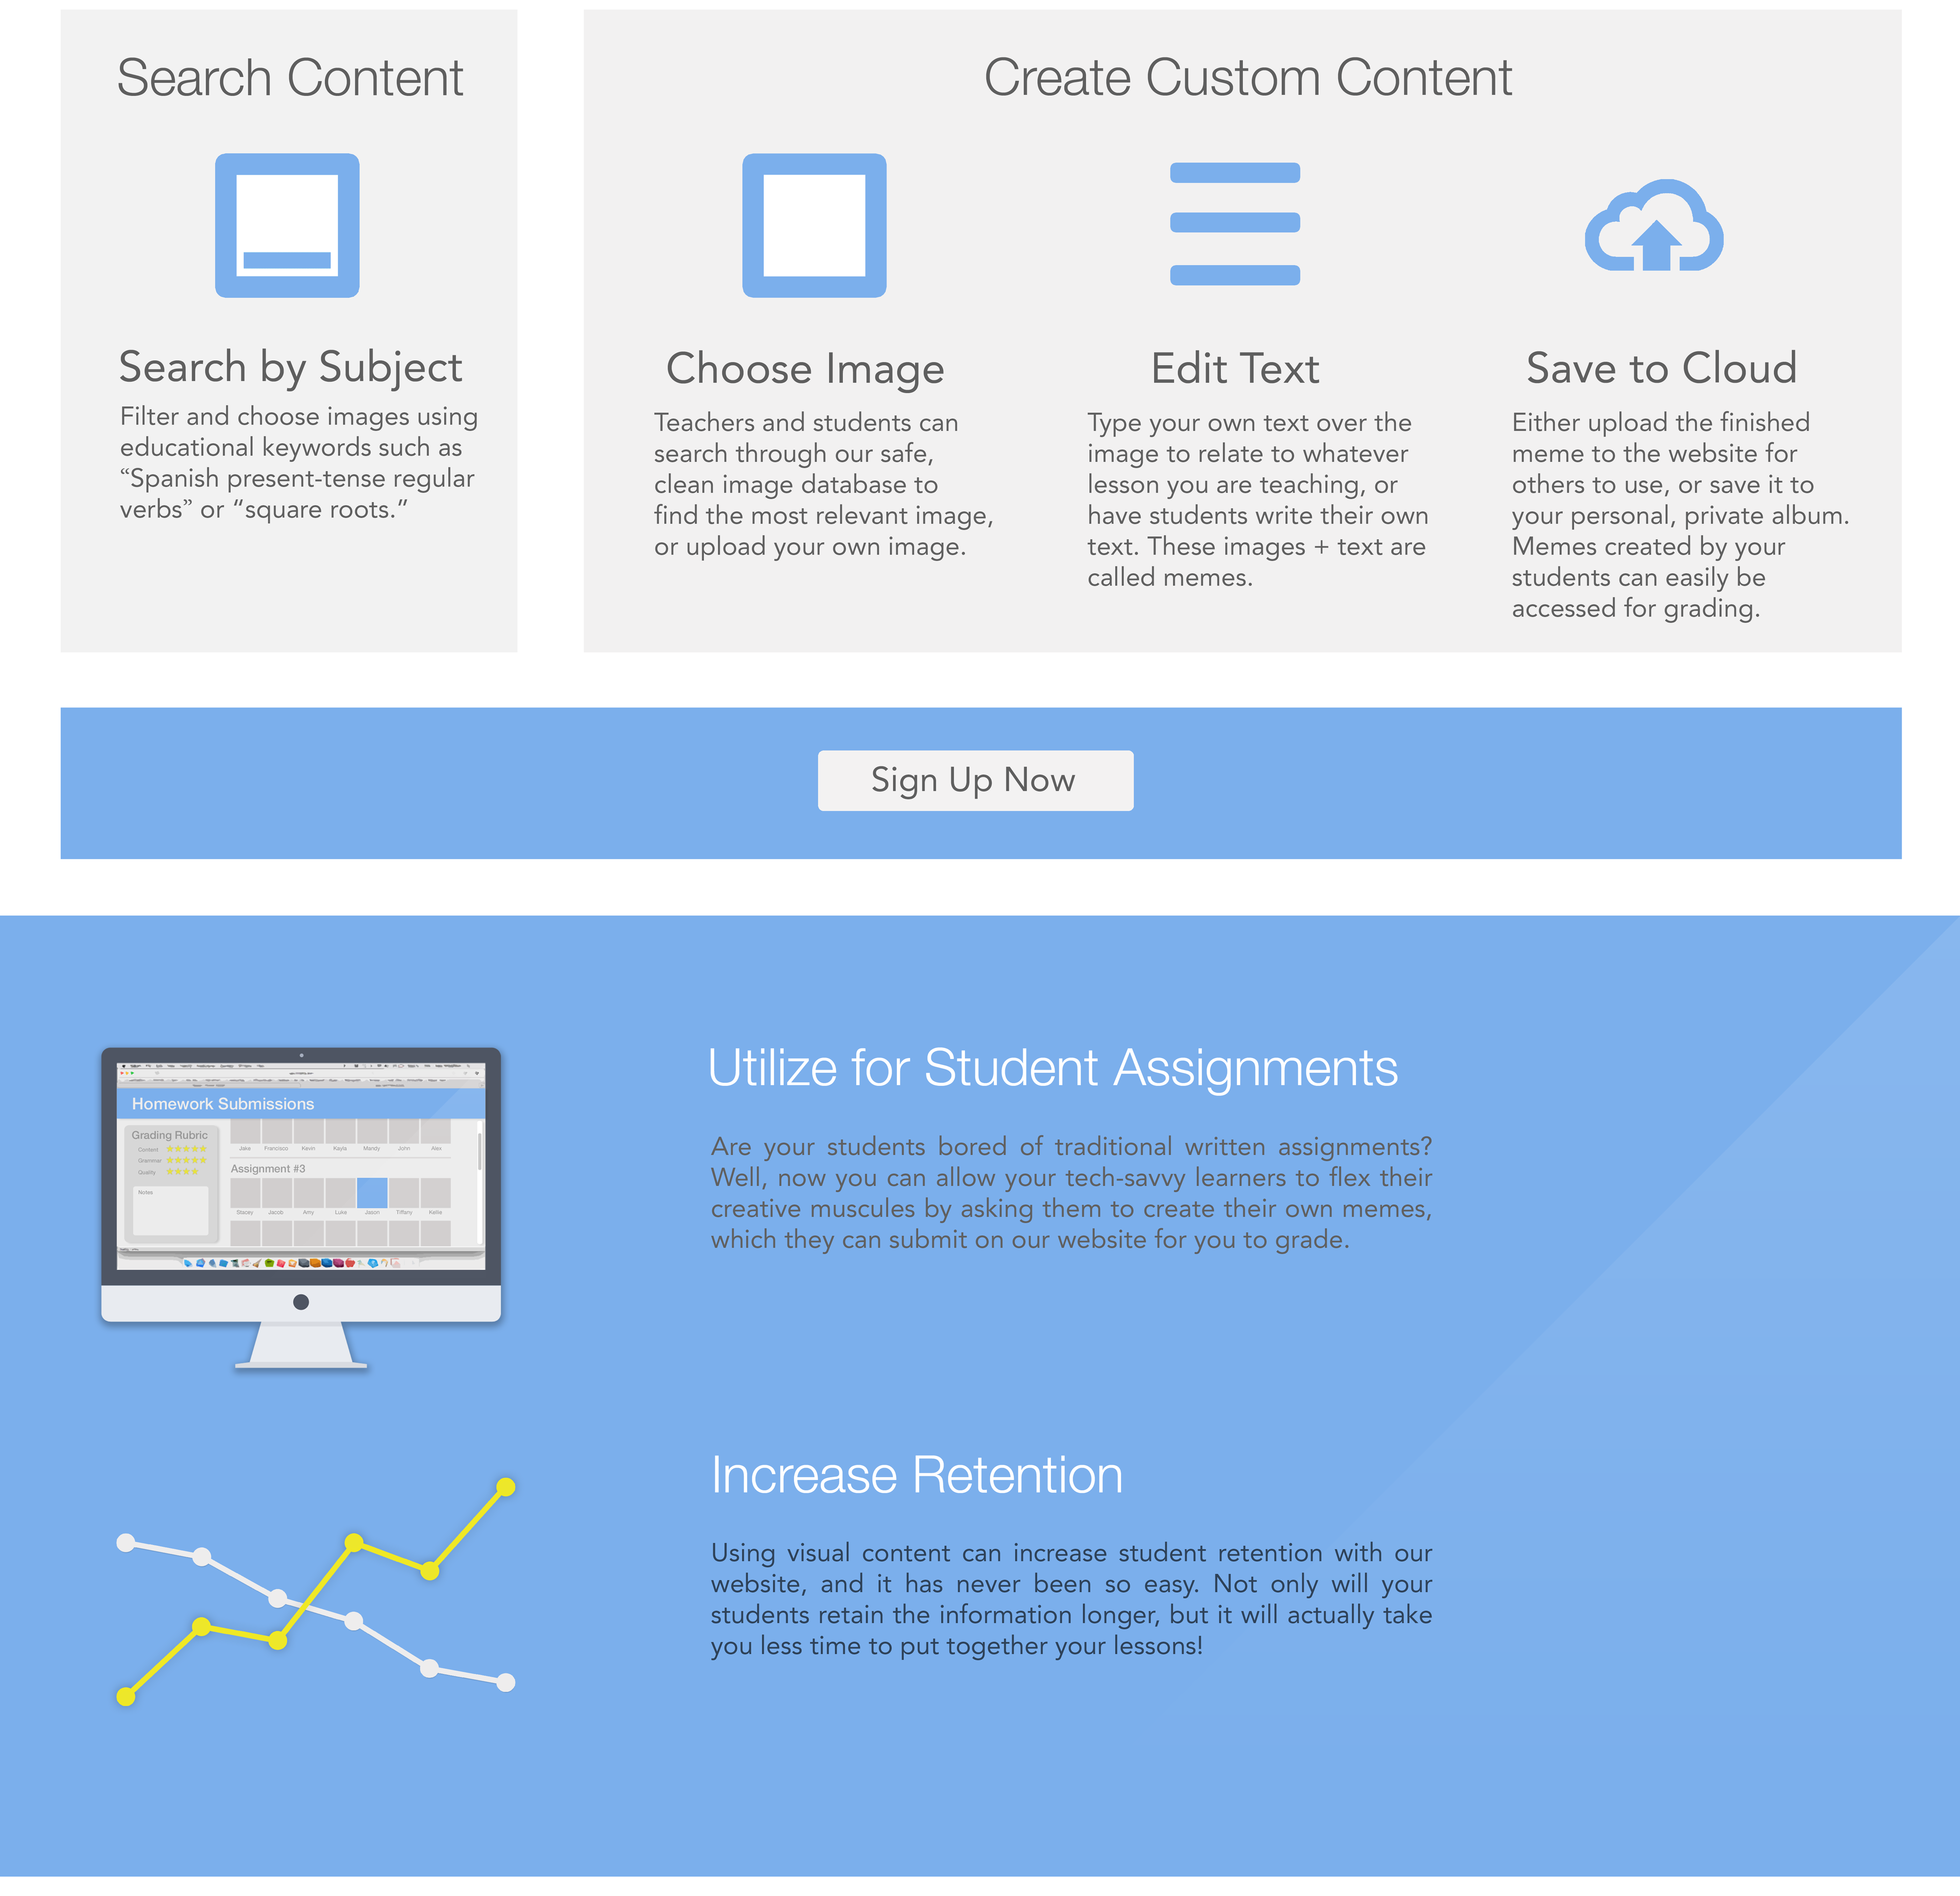 Search Content
Search by Subject
Filter and choose images using
educational keywords such as
“Spanish present-tense regular
verbs” or “square roots.”
Create Custom Content
Choose Image
Teachers and students can
search through our safe,
clean image database to
find the most relevant image,
or upload your own image.
Edit Text
Type your own text over the
image to relate to whatever
lesson you are teaching, or
have students write their own
text. These images + text are
called memes.
Save to Cloud
Either upload the finished
meme to the website for
others to use, or save it to
your personal, private album.
Memes created by your
students can easily be
accessed for grading.
Sign Up Now
Homework Submissions
Grading Rubric
Content
Grammar
Quality
Notes
Jake Francisco Kevin Kayla Mandy John Alex
Assignment #3
Stacey Jacob Amy Luke Jason Tiffany Kellie
Utilize for Student Assignments
Are your students bored of traditional written assignments?
Well, now you can allow your tech-savvy learners to flex their
creative muscules by asking them to create their own memes,
which they can submit on our website for you to grade.
Increase Retention
Using visual content can increase student retention with our
website, and it has never been so easy. Not only will your
students retain the information longer, but it will actually take
you less time to put together your lessons!